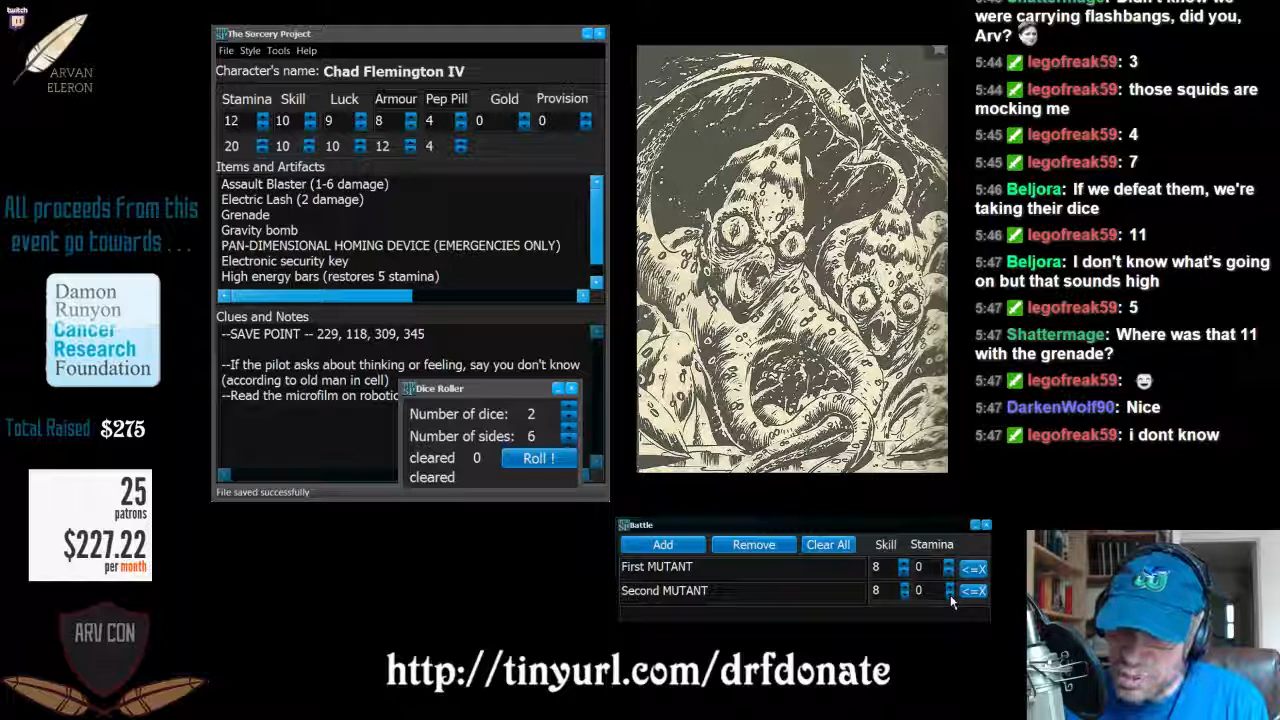 twitch
ARVAN
ELERON
All proceeds from this
event go towards . . .
Damon
Runyon
Cancer
Research
Foundation
Total Raised $275
25
patrons
$227.22
per month
ARV CON
The Sorcery Project
File Style Tools Help
Character's name: Chad Flemington IV
Stamina Skill Luck Armour Pep Pill Gold Provision
12 10 9 8 4 0 0
20 10 10 12 4
Items and Artifacts
Assault Blaster (1-6 damage)
Electric Lash (2 damage)
Grenade
Gravity bomb
PAN-DIMENSIONAL HOMING DEVICE (EMERGENCIES ONLY)
Electronic security key
High energy bars (restores 5 stamina)
Clues and Notes
--SAVE POINT -- 229, 118, 309, 345
--If the pilot asks about thinking or feeling, say you don't know
(according to old man in cell)
--Read the microfilm on robotic
File saved successfully
Dice Roller
Number of dice: 2
Number of sides: 6
cleared 0 Roll !
cleared
Battle
Add Remove Clear All Skill Stamina
First MUTANT 8 0 <=X
Second MUTANT 8 0 <=X
http://tinyurl.com/drfdonate
were carrying flashbangs, did you,
Arv?
5:44 legofreak59: 3
5:44 legofreak59: those squids are
mocking me
5:45 legofreak59: 4
5:45 legofreak59: 7
5:46 Beljora: If we defeat them, we're
taking their dice
5:46 legofreak59: 11
5:47 Beljora: I don't know what's going
on but that sounds high
5:47 legofreak59: 5
5:47 Shattermage: Where was that 11
with the grenade?
5:47 legofreak59:
5:47 DarkenWolf90: Nice
5:47 legofreak59: i dont know